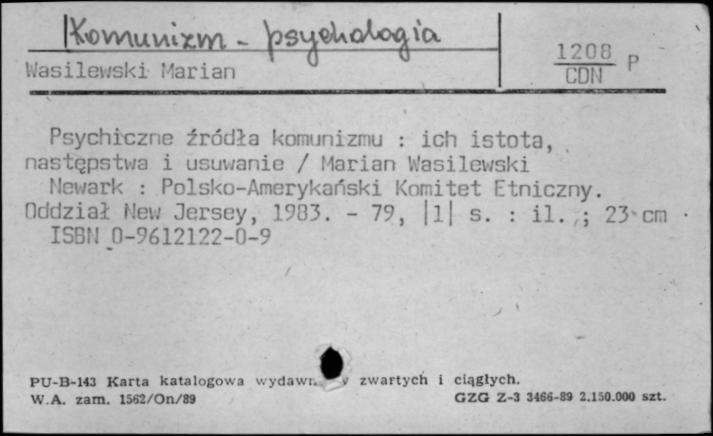 Komunizm - psychologia
Wasilewski Marian
1208 P
CDN
Psychiczne źródła komunizmu : ich istota,
następstwa i usuwanie / Marian Wasilewski
Newark : Polsko-Amerykański Komitet Etniczny.
Oddział New Jersey, 1983. - 79, |1| s. : il. ; 23 cm
ISBN 0-9612122-0-9
PU-B-143 Karta katalogowa zwartych i ciągłych.
W.A. zam. 1562/On/89 GZG Z-3 3466-89 2.150.000 szt.